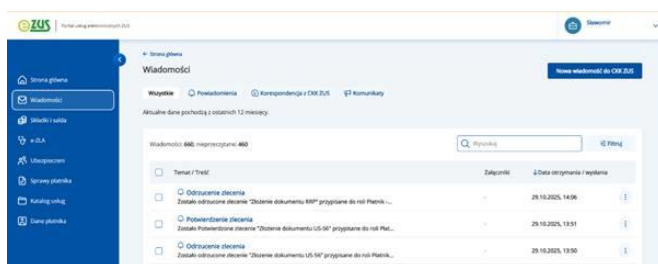 eZUS
Portal usług elektronicznych ZUS
Sławomir
Strona główna
Wiadomości
Składki i salda
e-ZLA
Ubezpieczeni
Sprawy płatnika
Katalog usług
Dane płatnika
← Strona główna
Wiadomości
Nowa wiadomość do CKK ZUS
Wszystkie Powiadomienia Korespondencja z CKK ZUS Komunikaty
Aktualne dane pochodzą z ostatnich 12 miesięcy.
Wiadomości: 660, nieprzeczytane: 460
Wyszukaj
Filtruj
Temat / Treść Załączniki ↓ Data otrzymania / wysłania
Odrzucenie zlecenia
Zostało odrzucone zlecenie "Złożenie dokumentu RRP" przypisane do roli Płatnik -...
- 29.10.2025, 14:06
Potwierdzenie zlecenia
Zostało Potwierdzone zlecenie "Złożenie dokumentu US-56" przypisane do roli Płat...
- 29.10.2025, 13:51
Odrzucenie zlecenia
Zostało odrzucone zlecenie "Złożenie dokumentu US-56" przypisane do roli Płatnik...
- 29.10.2025, 13:50